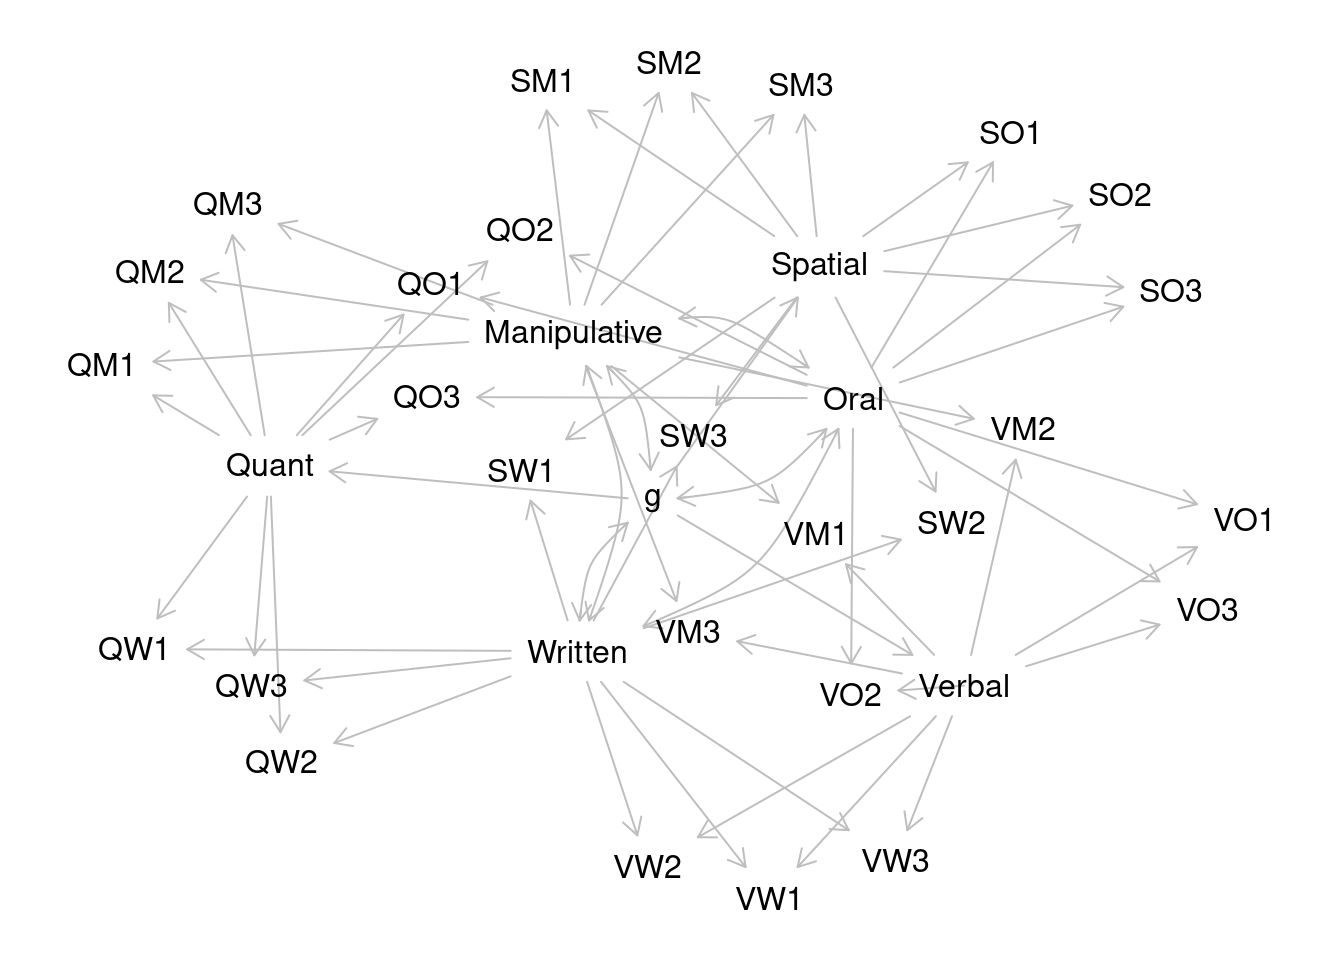 SM2
SM1
SM3
SO1
SO2
QM3
QO2
Spatial
QM2
QO1
SO3
Manipulative
QM1
QO3
Oral
VM2
SW3
Quant
SW1
g
VO1
SW2
VM1
VO3
VM3
QW1
Written
QW3
Verbal
VO2
QW2
VW3
VW2
VW1